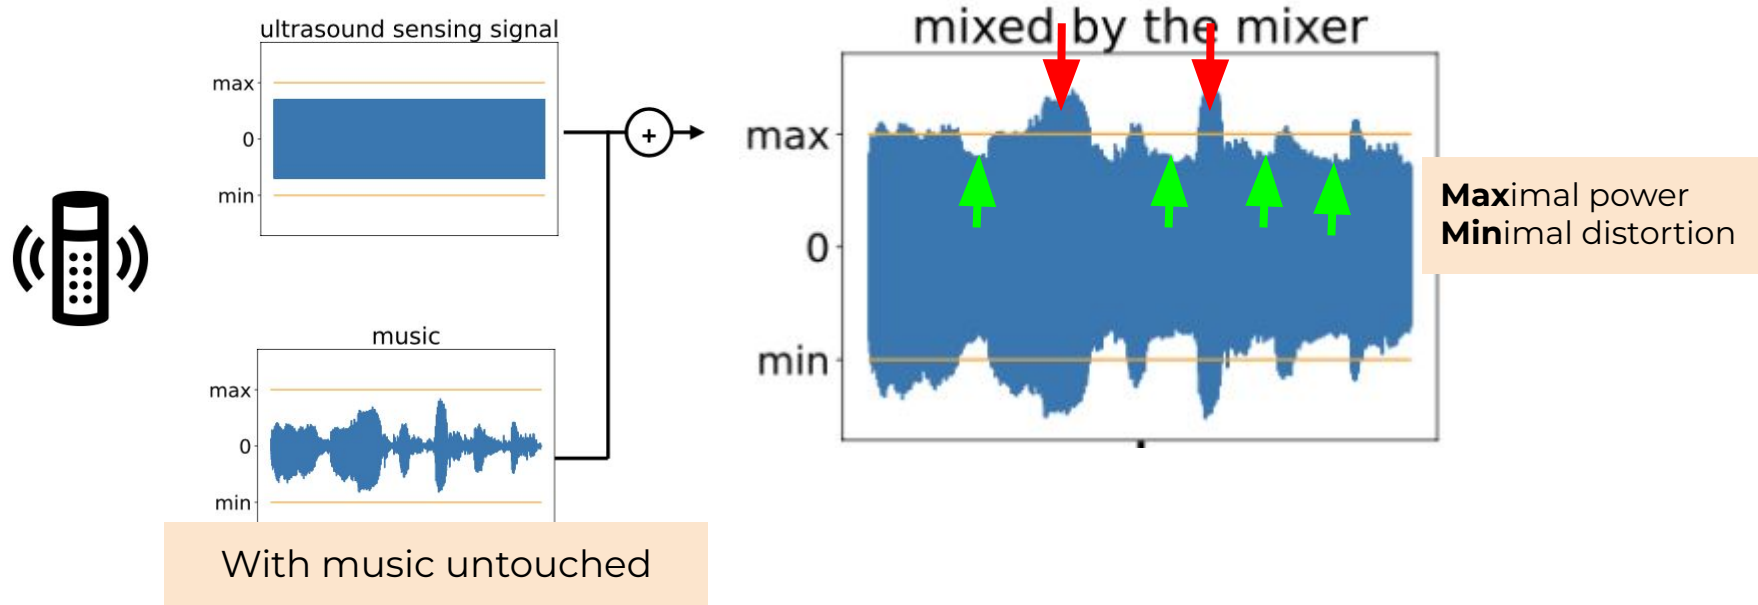 ultrasound sensing signal
max
0
min
+
music
max
0
min
With music untouched
mixed by the mixer
max
0
min
Maximal power
Minimal distortion